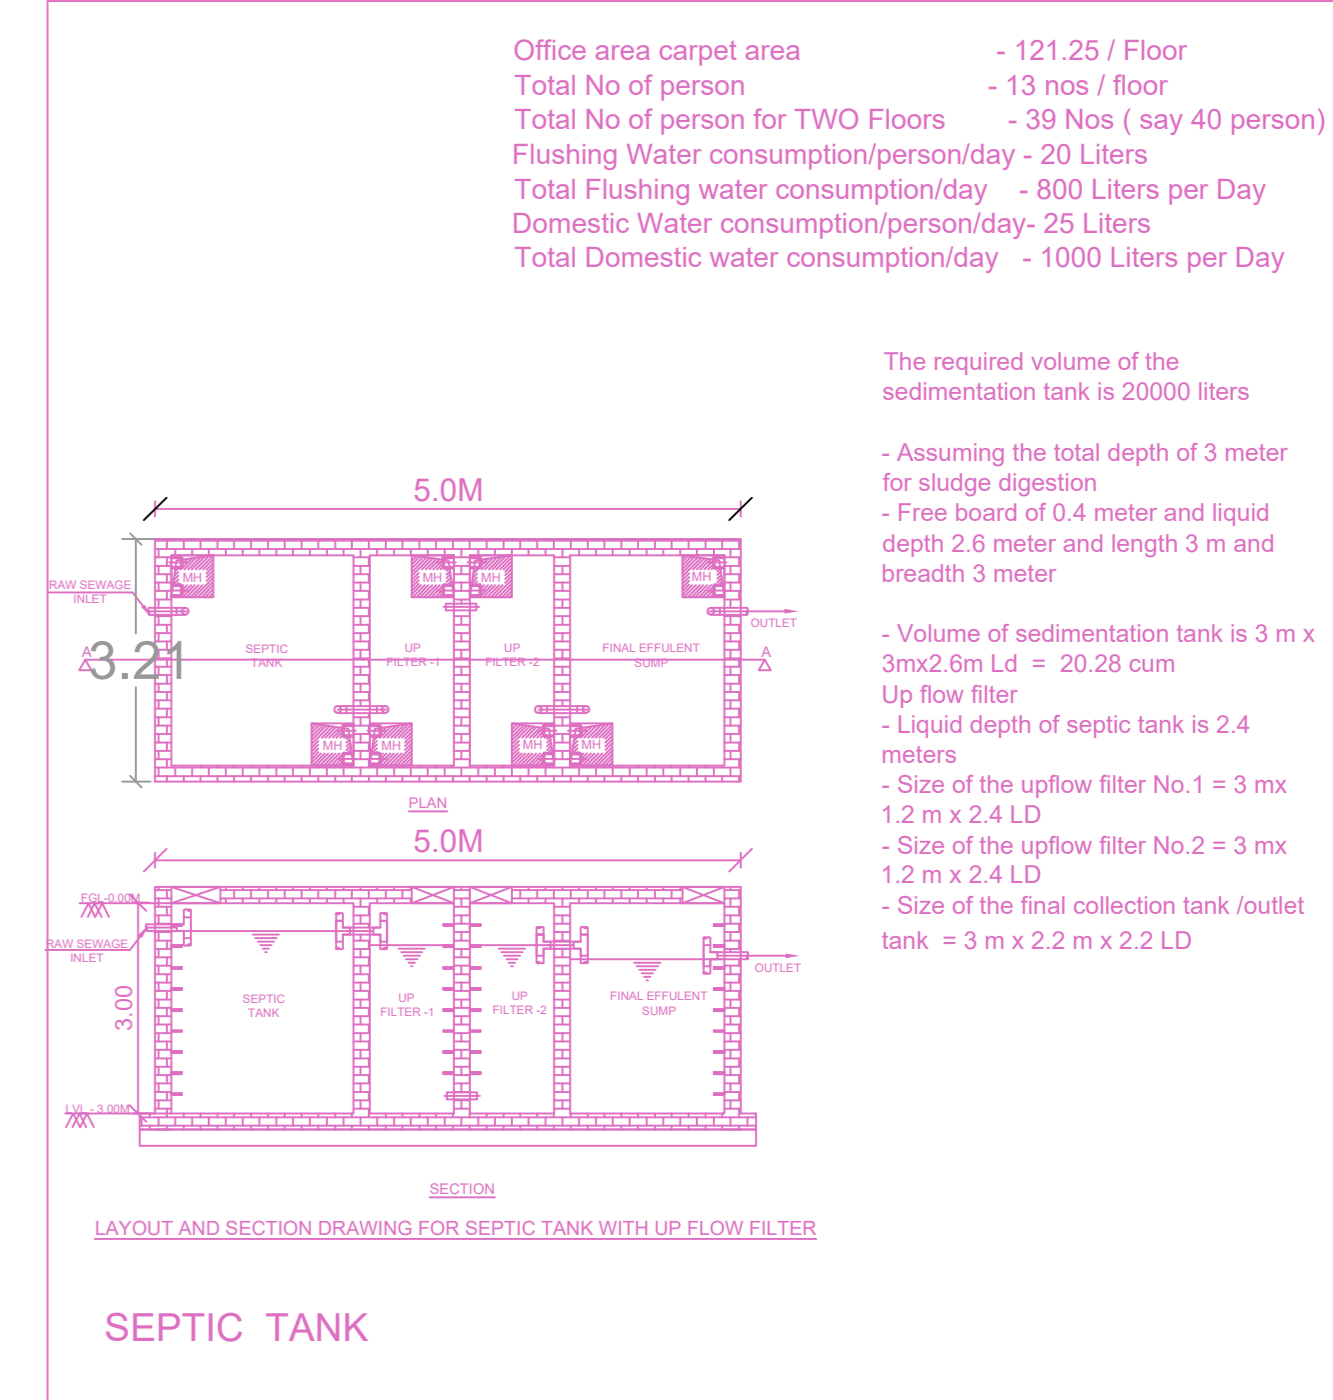 Office area carpet area - 121.25 / Floor
Total No of person - 13 nos / floor
Total No of person for TWO Floors - 39 Nos ( say 40 person)
Flushing Water consumption/person/day - 20 Liters
Total Flushing water consumption/day - 800 Liters per Day
Domestic Water consumption/person/day- 25 Liters
Total Domestic water consumption/day - 1000 Liters per Day
The required volume of the
sedimentation tank is 20000 liters
- Assuming the total depth of 3 meter
for sludge digestion
- Free board of 0.4 meter and liquid
depth 2.6 meter and length 3 m and
breadth 3 meter
- Volume of sedimentation tank is 3 m x
3mx2.6m Ld = 20.28 cum
Up flow filter
- Liquid depth of septic tank is 2.4
meters
- Size of the upflow filter No.1 = 3 mx
1.2 m x 2.4 LD
- Size of the upflow filter No.2 = 3 mx
1.2 m x 2.4 LD
- Size of the final collection tank /outlet
tank = 3 m x 2.2 m x 2.2 LD
5.0M
MH
MH
MH
MH
RAW SEWAGE
INLET
OUTLET
3.21
A
SEPTIC
TANK
UP
FILTER -1
UP
FILTER -2
FINAL EFFULENT
SUMP
A
MH
MH
MH
MH
PLAN
5.0M
FGL-0.00M
RAW SEWAGE
INLET
OUTLET
3.00
SEPTIC
TANK
UP
FILTER -1
UP
FILTER -2
FINAL EFFULENT
SUMP
LVL - 3.00M
SECTION
LAYOUT AND SECTION DRAWING FOR SEPTIC TANK WITH UP FLOW FILTER
SEPTIC TANK